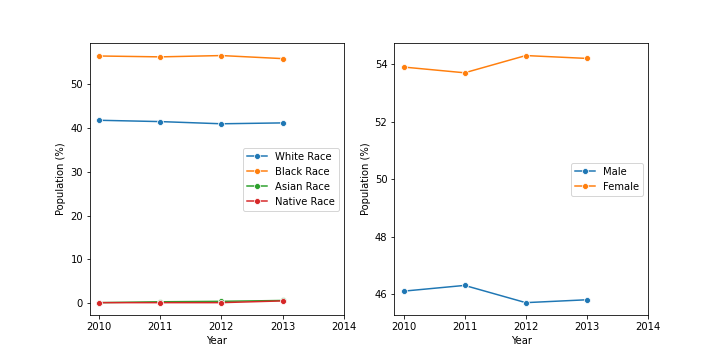 Population (%)
50
40
30
20
10
0
2010 2011 2012 2013 2014
Year
White Race
Black Race
Asian Race
Native Race
Population (%)
54
52
50
48
46
2010 2011 2012 2013 2014
Year
Male
Female